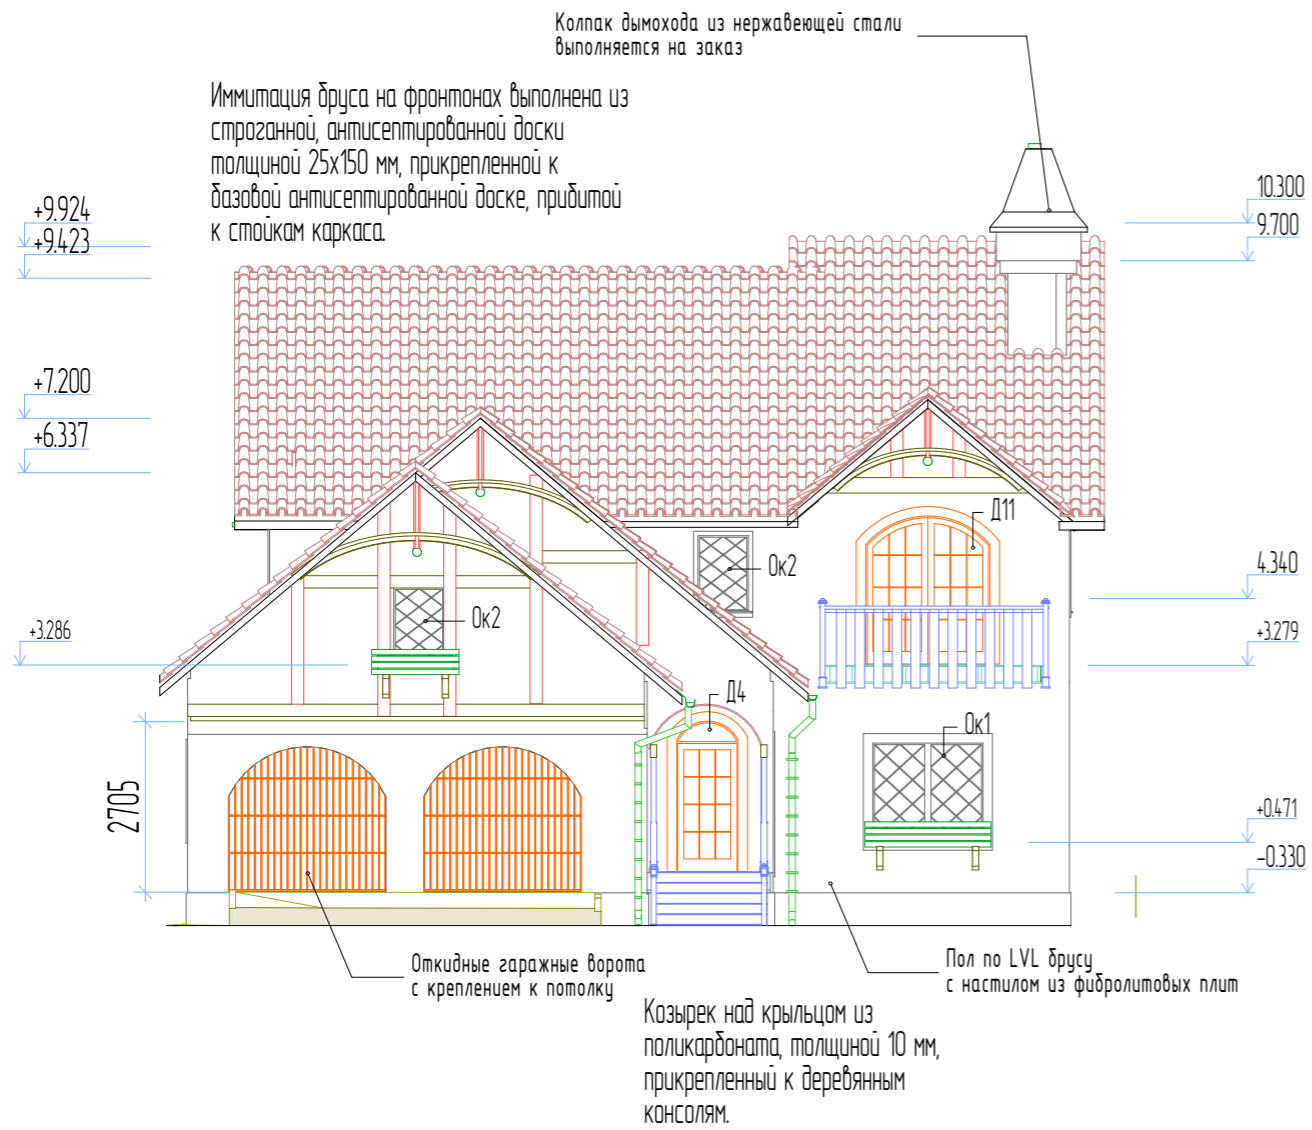 Колпак дымохода из нержавеющей стали
выполняется на заказ
Иммитация бруса на фронтонах выполнена из
строганной, антисептированной доски
толщиной 25х150 мм, прикрепленной к
базовой антисептированной доске, прибитой
к стойкам каркаса.
+9.924
+9.423
+7.200
+6.337
+3.286
2705
10.300
9.700
4.340
+3.279
+0.471
-0.330
Д11
Ок2
Ок2
Д4
Ок1
Откидные гаражные ворота
с креплением к потолку
Пол по LVL брусу
с настилом из фибролитовых плит
Козырек над крыльцом из
поликарбоната, толщиной 10 мм,
прикрепленный к деревянным
консолям.